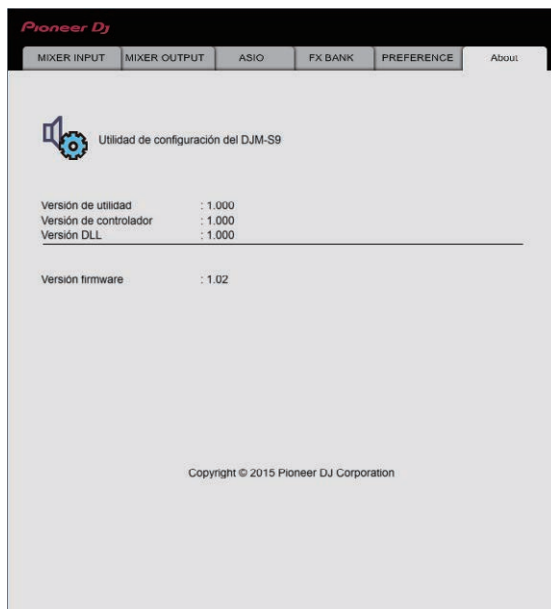 Pioneer Dj
MIXER INPUT MIXER OUTPUT ASIO FX BANK PREFERENCE About
Utilidad de configuración del DJM-S9
Versión de utilidad : 1.000
Versión de controlador : 1.000
Versión DLL : 1.000
Versión firmware : 1.02
Copyright © 2015 Pioneer DJ Corporation